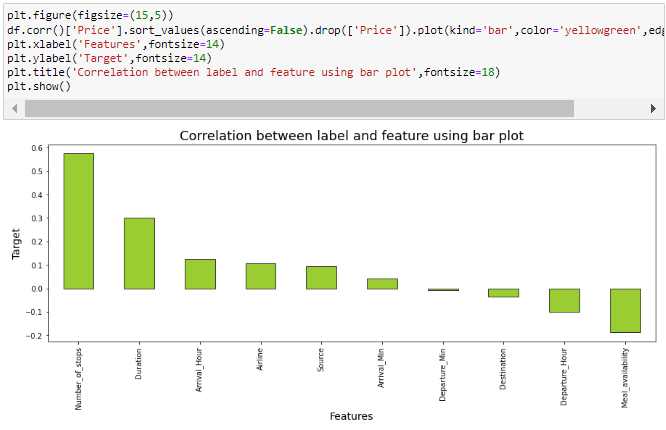 plt.figure(figsize=(15,5))
df.corr()['Price'].sort_values(ascending=False).drop(['Price']).plot(kind='bar',color='yellowgreen',edg
plt.xlabel('Features',fontsize=14)
plt.ylabel('Target',fontsize=14)
plt.title('Correlation between label and feature using bar plot',fontsize=18)
plt.show()
Correlation between label and feature using bar plot
Target
0.6
0.5
0.4
0.3
0.2
0.1
0.0
−0.1
−0.2
Number_of_stops
Duration
Arrival_Hour
Airline
Source
Arrival_Min
Departure_Min
Destination
Departure_Hour
Meal_availability
Features